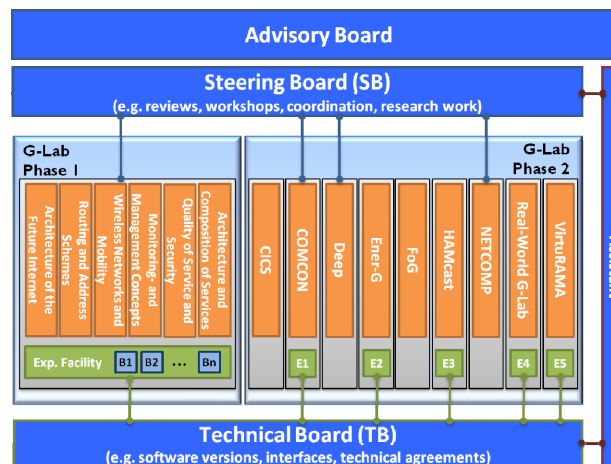 Advisory Board
Steering Board (SB)
(e.g. reviews, workshops, coordination, research work)
G-Lab
Phase 1
G-Lab
Phase 2
Architecture of the
Future Internet
Routing and Address
Schemes
Wireless Networks and
Mobility
Monitoring- and
Management Concepts
Quality of Service and
Security
Architecture and
Composition of Services
CICS
COMCON
Deep
Ener-G
FoG
HAMcast
NETCOMP
Real-World G-Lab
VirtuRAMA
Exp. Facility
B1
B2
...
Bn
E1
E2
E3
E4
E5
Technical Board (TB)
(e.g. software versions, interfaces, technical agreements)